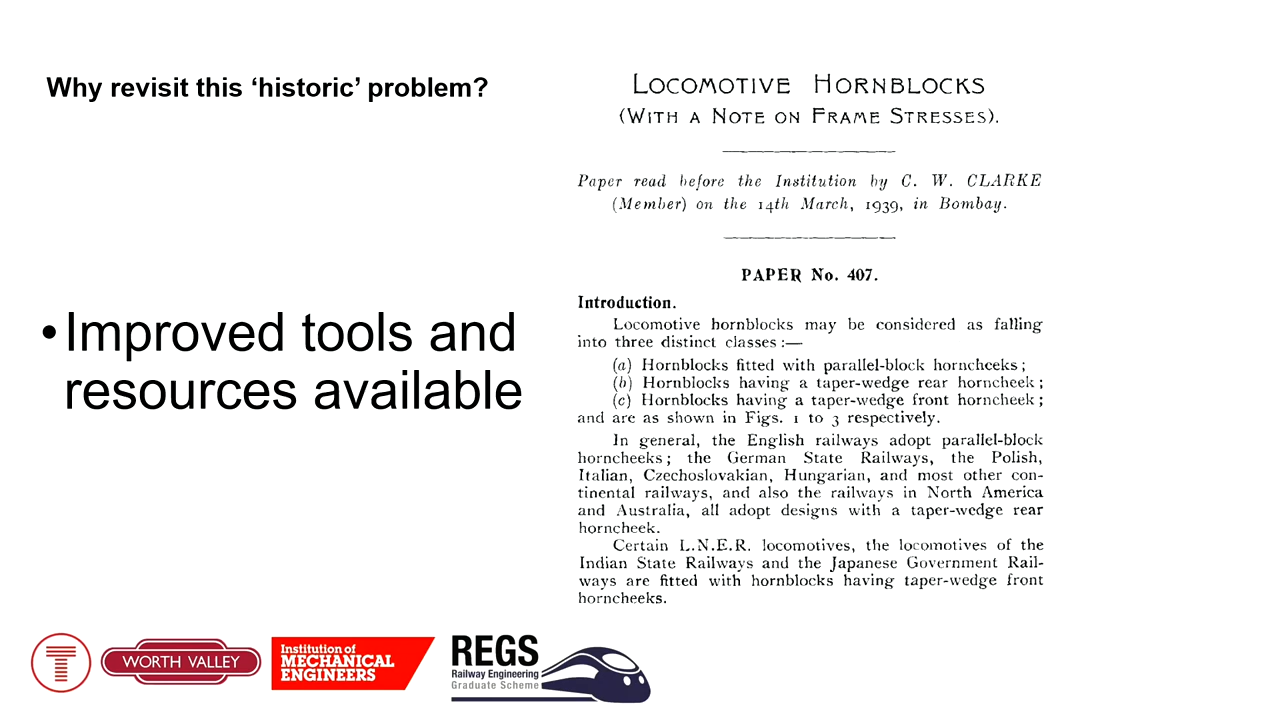 Why revisit this ‘historic’ problem?
•Improved tools and
resources available
LOCOMOTIVE HORNBLOCKS
(WITH A NOTE ON FRAME STRESSES).
Paper read before the Institution by C. W. CLARKE
(Member) on the 14th March, 1939, in Bombay.
PAPER No. 407.
Introduction.
Locomotive hornblocks may be considered as falling
into three distinct classes :—
(a) Hornblocks fitted with parallel-block horncheeks ;
(b) Hornblocks having a taper-wedge rear horncheek ;
(c) Hornblocks having a taper-wedge front horncheek ;
and are as shown in Figs. 1 to 3 respectively.
In general, the English railways adopt parallel-block
horncheeks ; the German State Railways, the Polish,
Italian, Czechoslovakian, Hungarian, and most other con-
tinental railways, and also the railways in North America
and Australia, all adopt designs with a taper-wedge rear
horncheek.
Certain L.N.E.R. locomotives, the locomotives of the
Indian State Railways and the Japanese Government Rail-
ways are fitted with hornblocks having taper-wedge front
horncheeks.
T
WORTH VALLEY
Institution of
MECHANICAL
ENGINEERS
REGS
Railway Engineering
Graduate Scheme